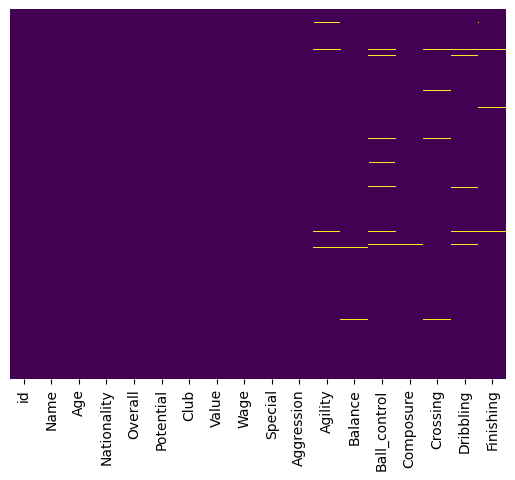 id
Name
Age
Nationality
Overall
Potential
Club
Value
Wage
Special
Aggression
Agility
Balance
Ball_control
Composure
Crossing
Dribbling
Finishing